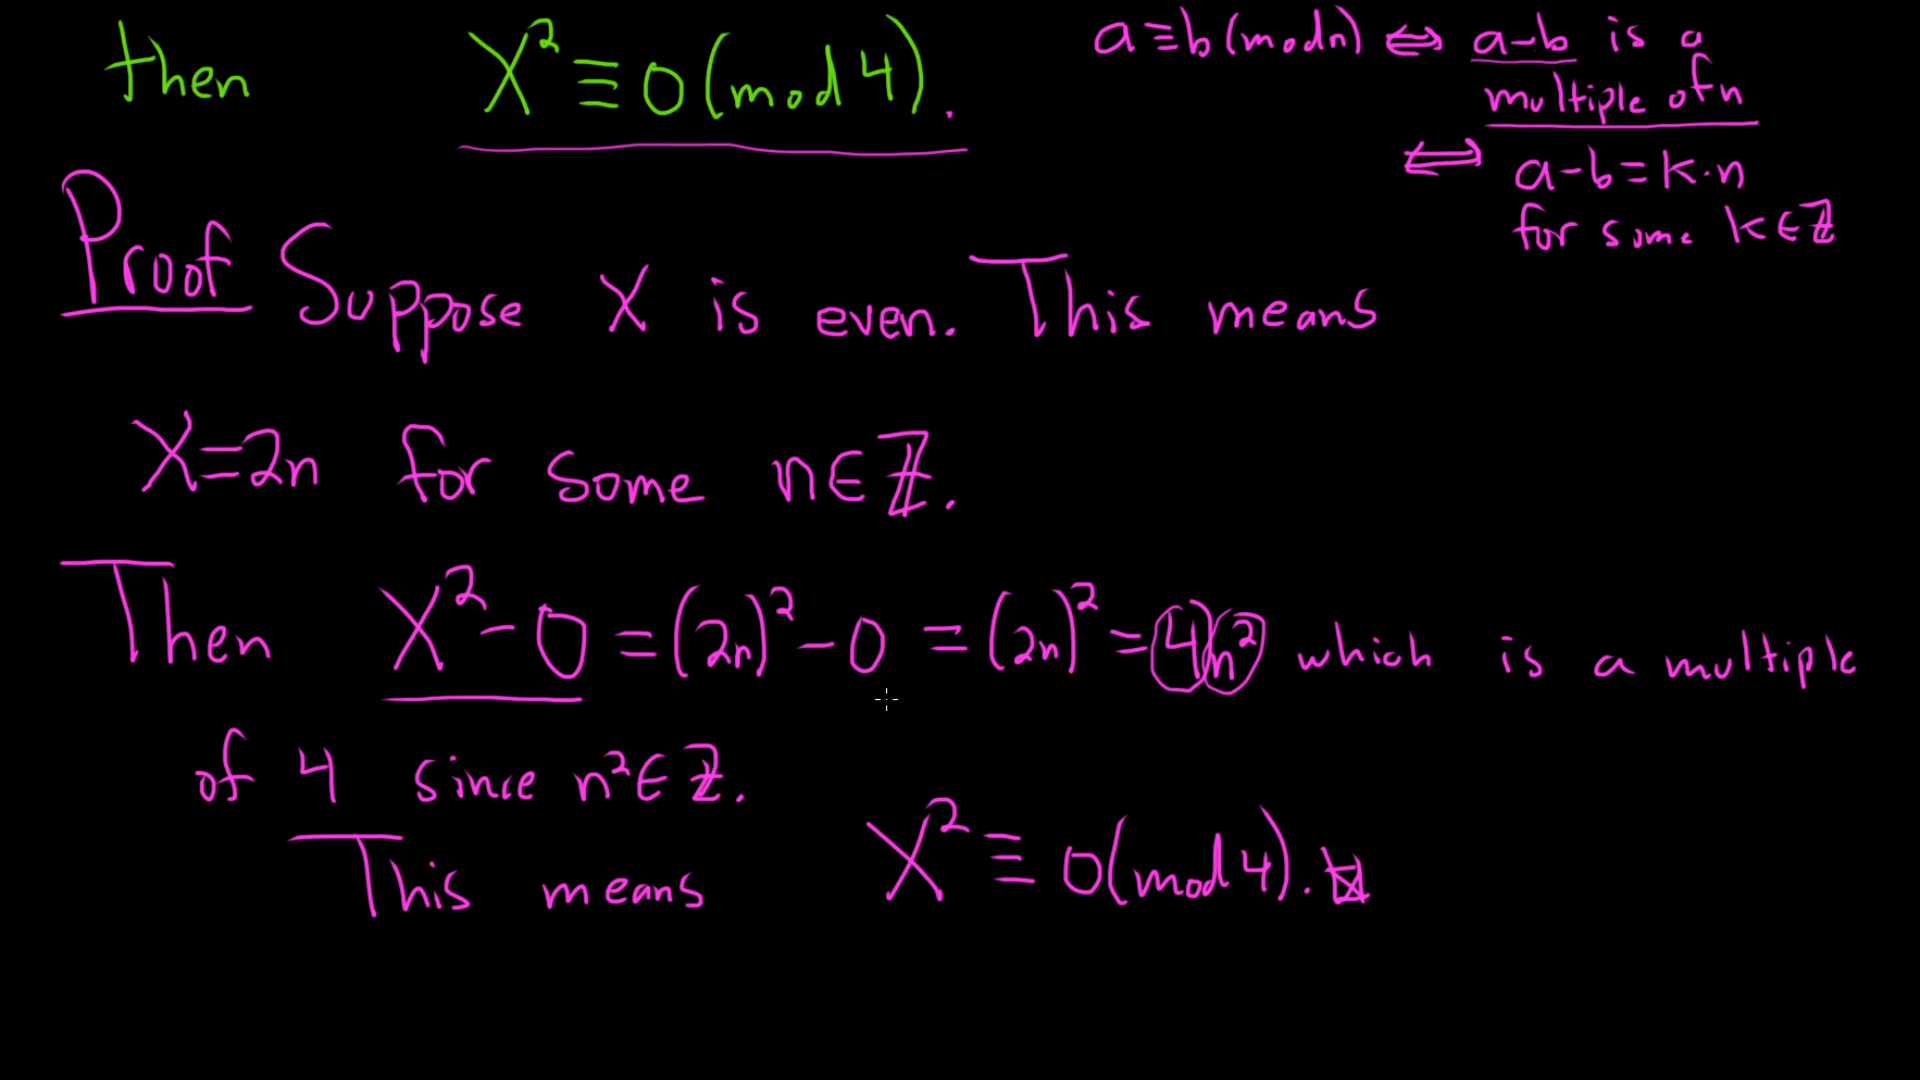 then X² ≡ 0 (mod 4).
a ≡ b (mod n) ⟺ a-b is a
multiple of n
⟺ a-b = k·n
for some k∈ℤ
Proof Suppose X is even. This means
X=2n for some n∈ℤ.
Then X² - 0 = (2n)² - 0 = (2n)² = 4n² which is a multiple
of 4 since n²∈ℤ.
This means X² ≡ 0 (mod 4).